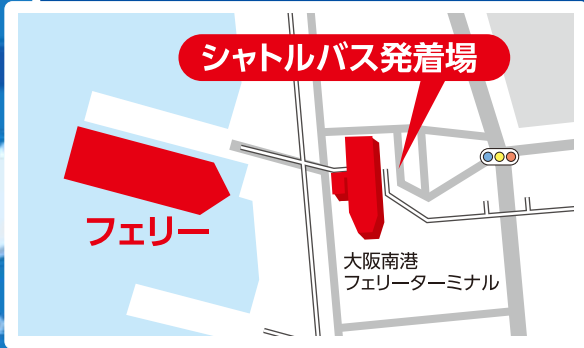 シャトルバス発着場
フェリー
大阪南港
フェリーターミナル